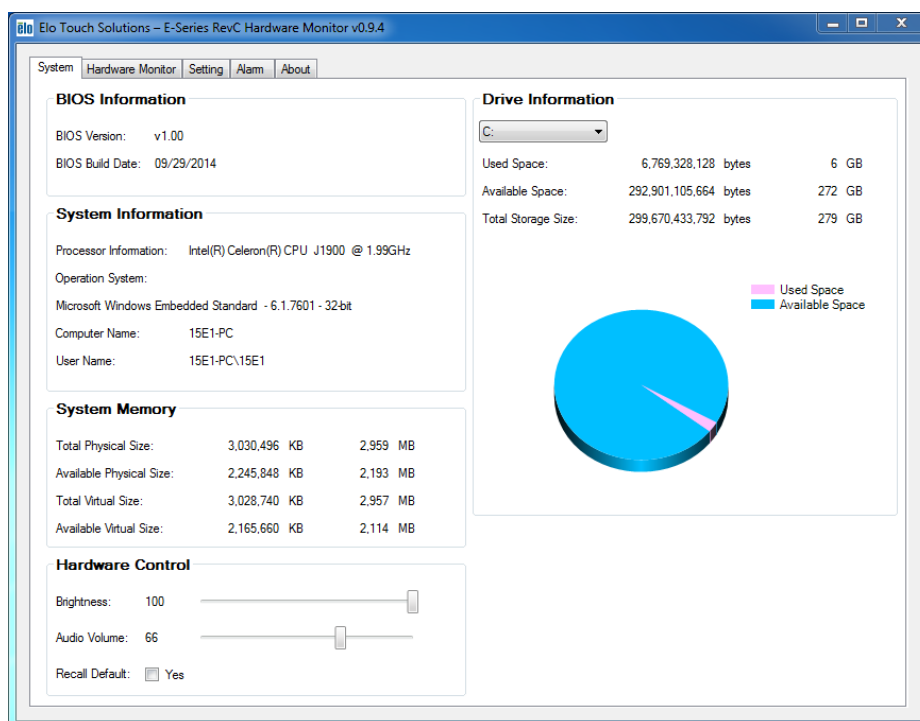 elo Elo Touch Solutions – E-Series RevC Hardware Monitor v0.9.4
System Hardware Monitor Setting Alarm About
BIOS Information
BIOS Version: v1.00
BIOS Build Date: 09/29/2014
System Information
Processor Information: Intel(R) Celeron(R) CPU J1900 @ 1.99GHz
Operation System:
Microsoft Windows Embedded Standard - 6.1.7601 - 32-bit
Computer Name: 15E1-PC
User Name: 15E1-PC\15E1
System Memory
Total Physical Size: 3,030,496 KB 2,959 MB
Available Physical Size: 2,245,848 KB 2,193 MB
Total Virtual Size: 3,028,740 KB 2,957 MB
Available Virtual Size: 2,165,660 KB 2,114 MB
Hardware Control
Brightness: 100
Audio Volume: 66
Recall Default: Yes
Drive Information
C:
Used Space: 6,769,328,128 bytes 6 GB
Available Space: 292,901,105,664 bytes 272 GB
Total Storage Size: 299,670,433,792 bytes 279 GB
Used Space
Available Space